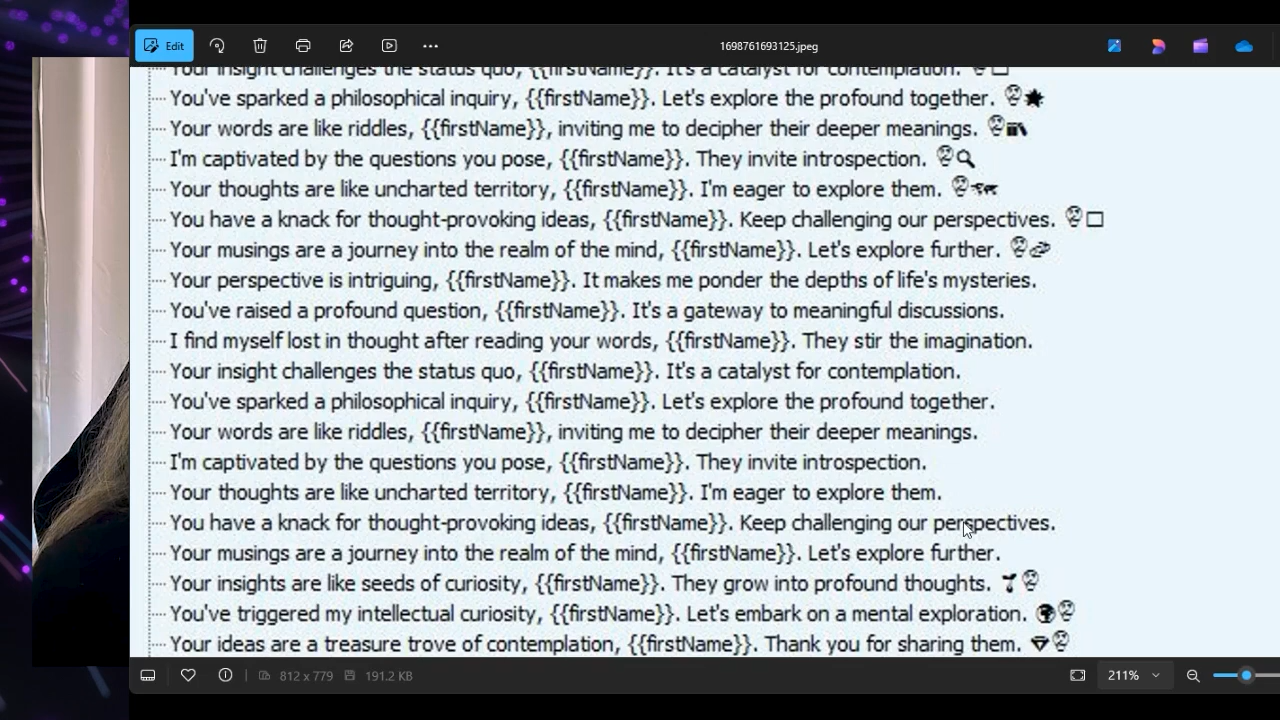 Edit
1698761693125.jpeg
Your insight challenges the status quo, {{firstName}}. It's a catalyst for contemplation.
You've sparked a philosophical inquiry, {{firstName}}. Let's explore the profound together.
Your words are like riddles, {{firstName}}, inviting me to decipher their deeper meanings.
I'm captivated by the questions you pose, {{firstName}}. They invite introspection.
Your thoughts are like uncharted territory, {{firstName}}. I'm eager to explore them.
You have a knack for thought-provoking ideas, {{firstName}}. Keep challenging our perspectives.
Your musings are a journey into the realm of the mind, {{firstName}}. Let's explore further.
Your perspective is intriguing, {{firstName}}. It makes me ponder the depths of life's mysteries.
You've raised a profound question, {{firstName}}. It's a gateway to meaningful discussions.
I find myself lost in thought after reading your words, {{firstName}}. They stir the imagination.
Your insight challenges the status quo, {{firstName}}. It's a catalyst for contemplation.
You've sparked a philosophical inquiry, {{firstName}}. Let's explore the profound together.
Your words are like riddles, {{firstName}}, inviting me to decipher their deeper meanings.
I'm captivated by the questions you pose, {{firstName}}. They invite introspection.
Your thoughts are like uncharted territory, {{firstName}}. I'm eager to explore them.
You have a knack for thought-provoking ideas, {{firstName}}. Keep challenging our perspectives.
Your musings are a journey into the realm of the mind, {{firstName}}. Let's explore further.
Your insights are like seeds of curiosity, {{firstName}}. They grow into profound thoughts.
You've triggered my intellectual curiosity, {{firstName}}. Let's embark on a mental exploration.
Your ideas are a treasure trove of contemplation, {{firstName}}. Thank you for sharing them.
812 x 779
191.2 KB
211%